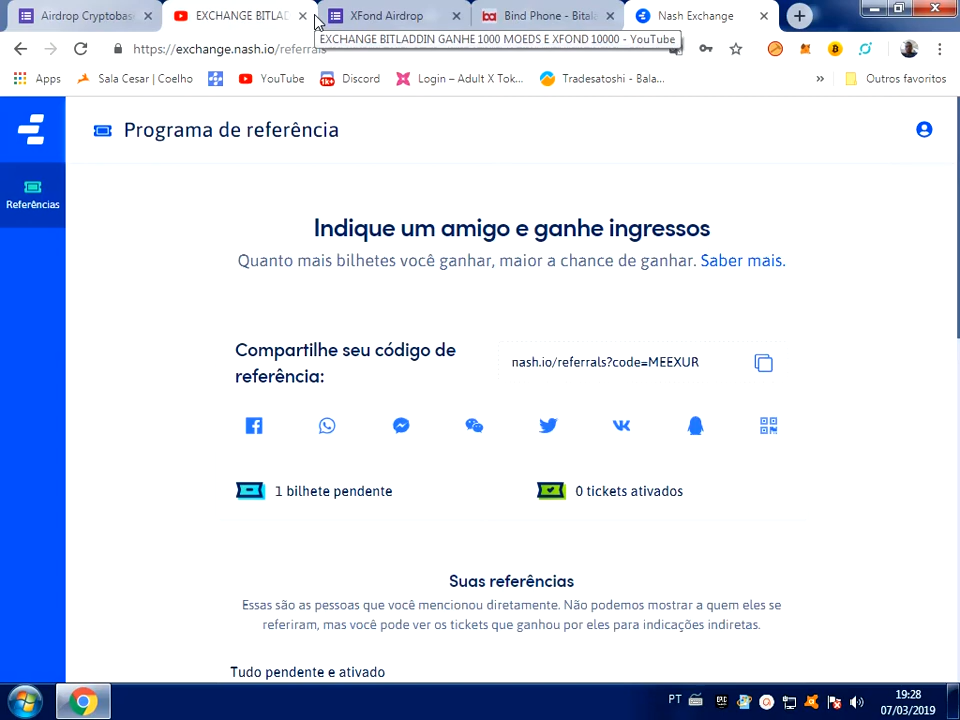 Airdrop Cryptobas
EXCHANGE BITLAD
XFond Airdrop
Bind Phone - Bitala
Nash Exchange
EXCHANGE BITLADDIN GANHE 1000 MOEDS E XFOND 10000 - YouTube
https://exchange.nash.io/referrals
Apps
Sala Cesar | Coelho
YouTube
Discord
Login – Adult X Tok...
Tradesatoshi - Bala...
»
Outros favoritos
Programa de referência
Referências
Indique um amigo e ganhe ingressos
Quanto mais bilhetes você ganhar, maior a chance de ganhar. Saber mais.
Compartilhe seu código de
referência:
nash.io/referrals?code=MEEXUR
1 bilhete pendente
0 tickets ativados
Suas referências
Essas são as pessoas que você mencionou diretamente. Não podemos mostrar a quem eles se
referiram, mas você pode ver os tickets que ganhou por eles para indicações indiretas.
Tudo pendente e ativado
PT
19:28
07/03/2019